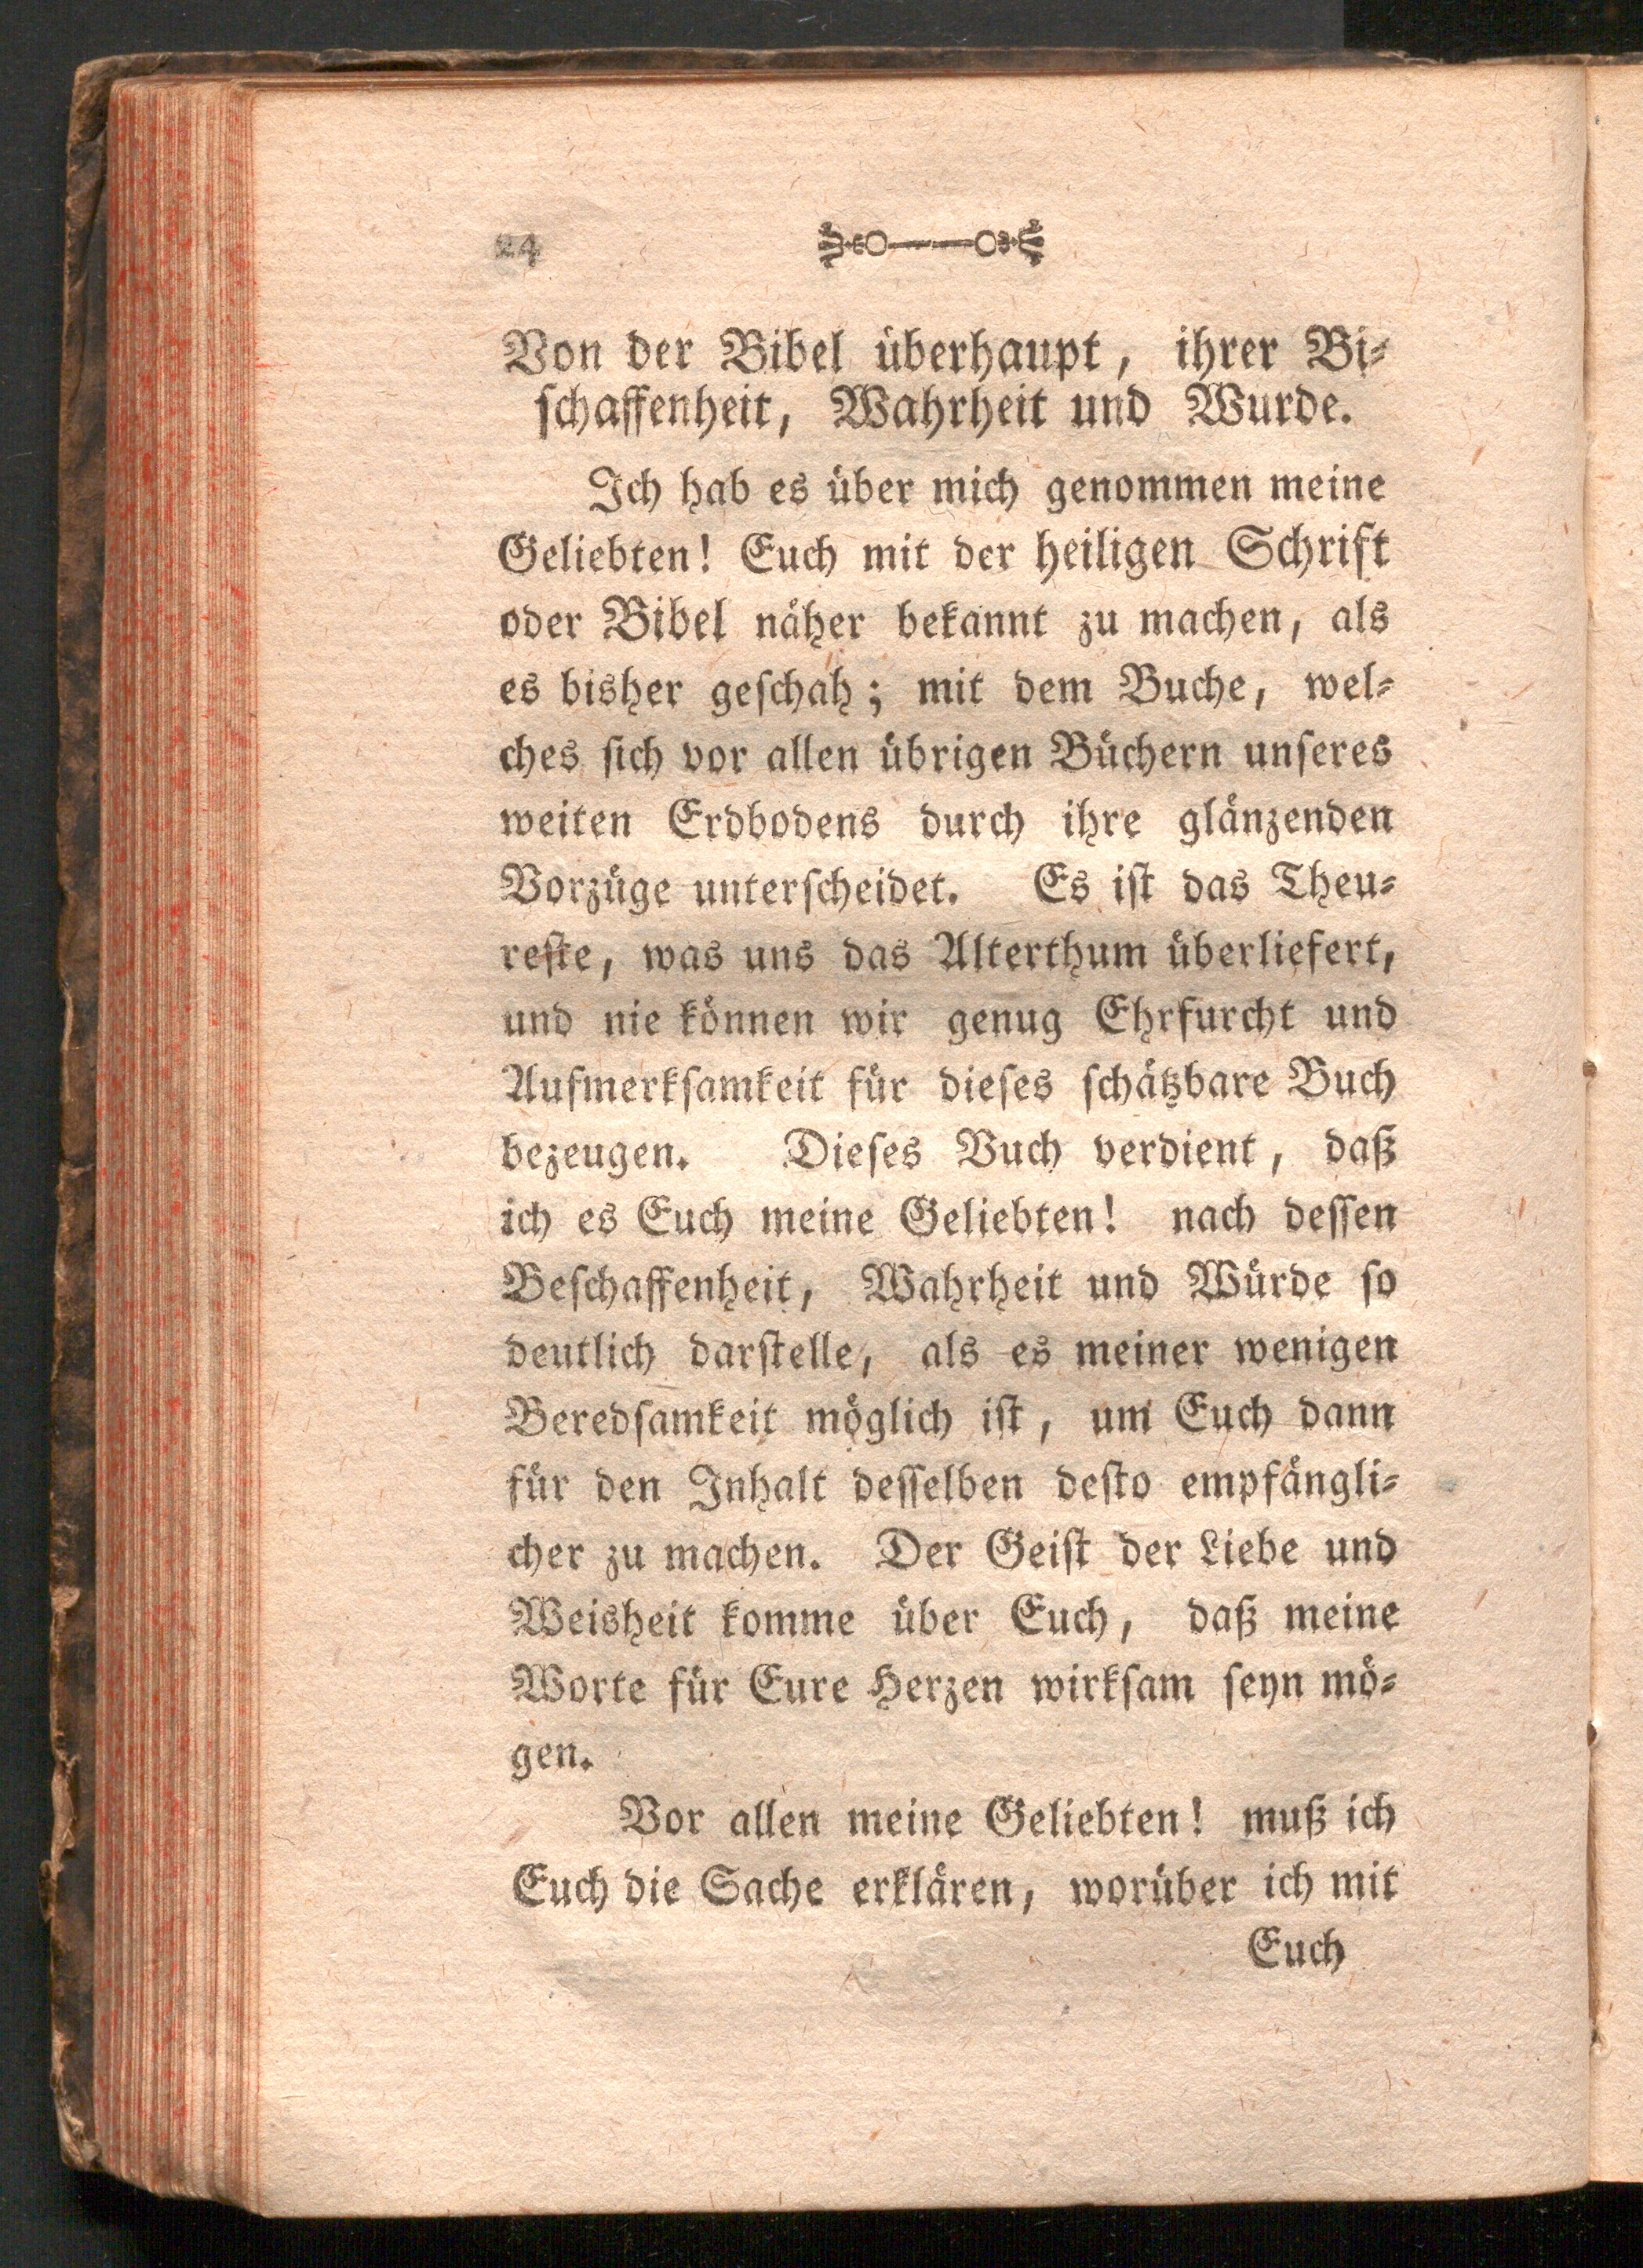 24
Von der Bibel überhaupt, ihrer Bi⸗
ſchaffenheit, Wahrheit und Wurde.
Ich hab es über mich genommen meine
Geliebten! Euch mit der heiligen Schrift
oder Bibel näher bekannt zu machen, als
es bisher geſchah; mit dem Buche, wel⸗
ches ſich vor allen übrigen Büchern unſeres
weiten Erdbodens durch ihre glänzenden
Vorzüge unterſcheidet. Es iſt das Theu⸗
reſte, was uns das Alterthum überliefert,
und nie können wir genug Ehrfurcht und
Aufmerkſamkeit für dieſes ſchätzbare Buch
bezeugen. Dieſes Vuch verdient, daß
ich es Euch meine Geliebten! nach deſſen
Beſchaffenheit, Wahrheit und Würde ſo
deutlich darſtelle, als es meiner wenigen
Beredſamkeit möglich iſt, um Euch dann
für den Inhalt deſſelben deſto empfängli⸗
cher zu machen. Der Geiſt der Liebe und
Weisheit komme über Euch, daß meine
Worte für Eure Herzen wirkſam ſeyn mö⸗
gen.
Vor allen meine Geliebten! muß ich
Euch die Sache erklären, worüber ich mit
Euch